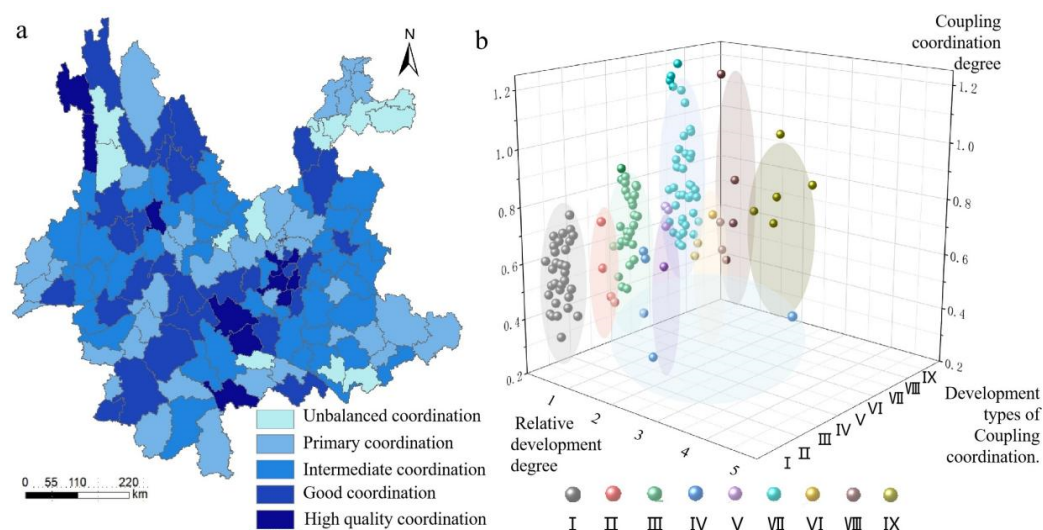 a
N
Unbalanced coordination
Primary coordination
Intermediate coordination
Good coordination
High quality coordination
0 55 110 220
km
b
Coupling
coordination
degree
1.2
1.0
0.8
0.6
0.4
0.2
1.2
1.0
0.8
0.6
0.4
0.2
1
2
3
4
5
Relative
development
degree
Ⅰ
Ⅱ
Ⅲ
Ⅳ
Ⅴ
Ⅵ
Ⅶ
Ⅷ
Ⅸ
Development
types of
Coupling
coordination.
Ⅰ Ⅱ Ⅲ Ⅳ Ⅴ Ⅶ Ⅵ Ⅷ Ⅸ